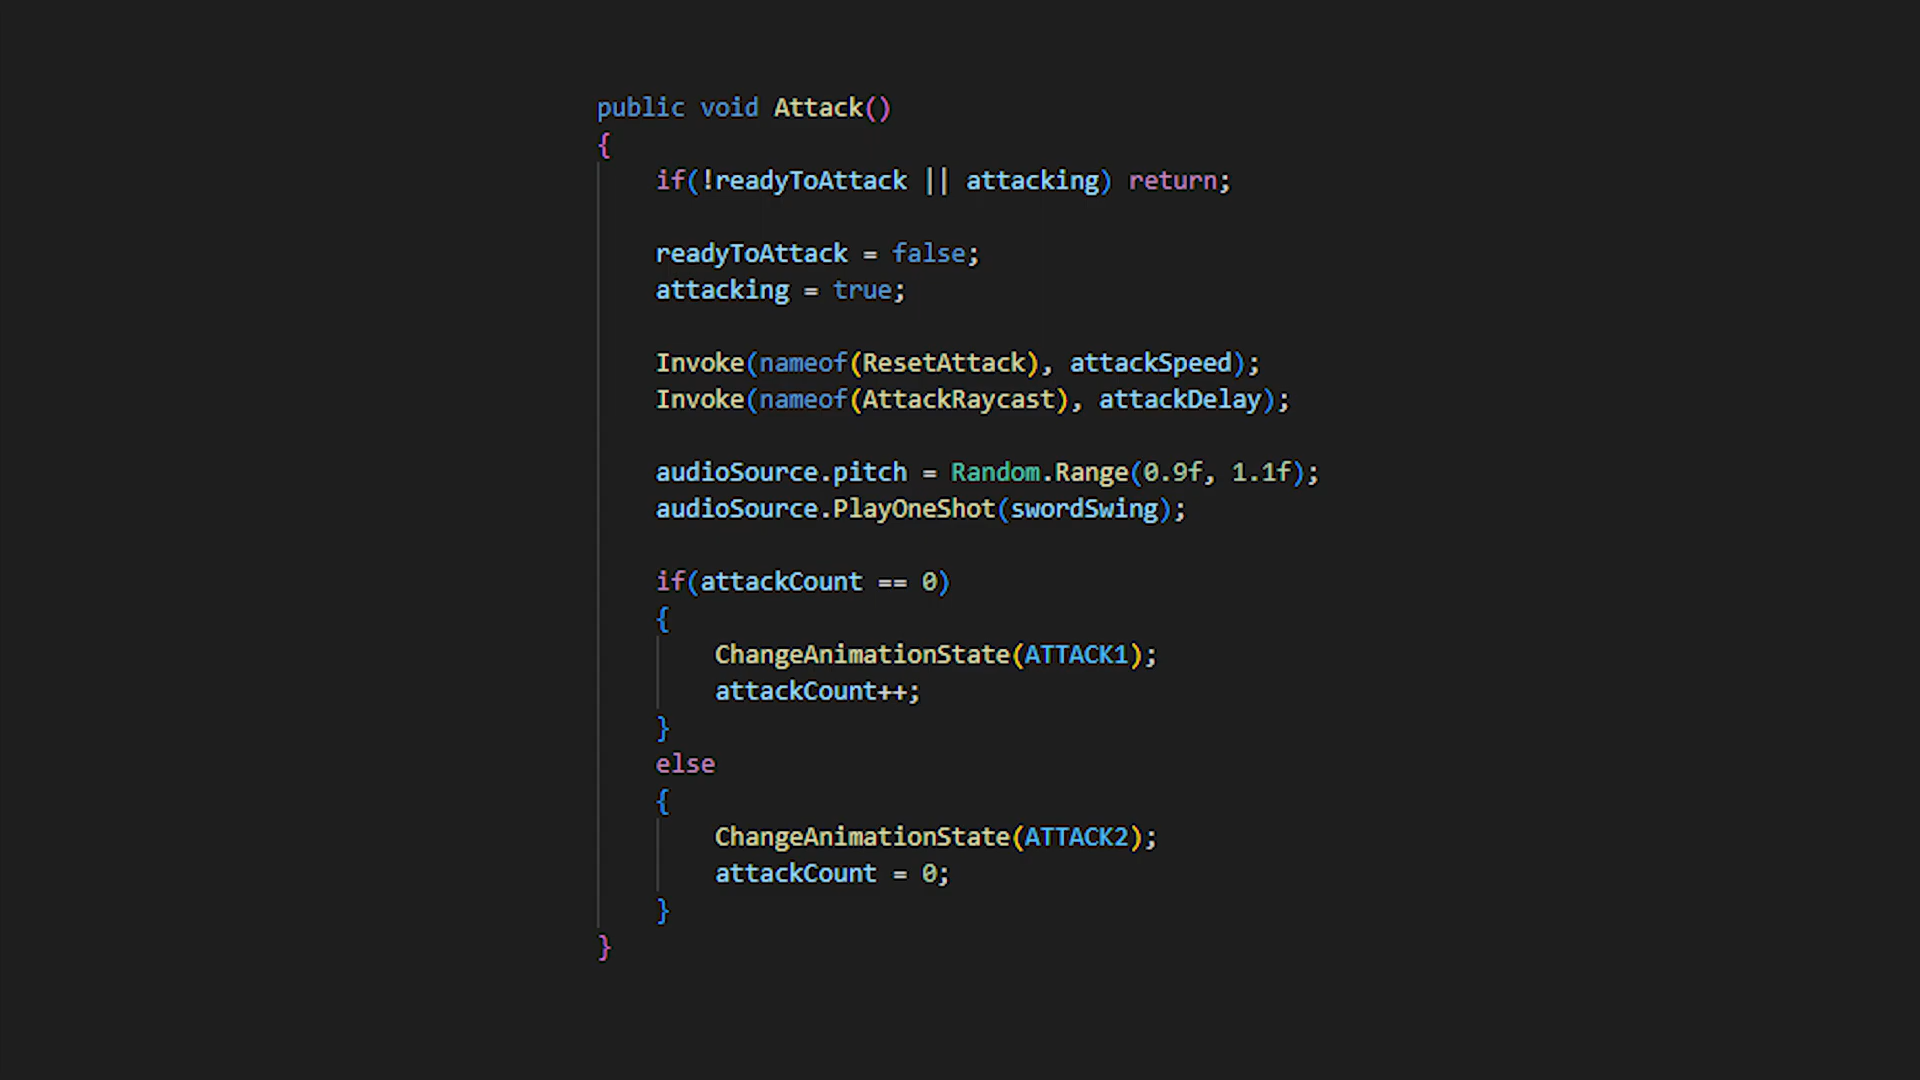 public void Attack()
{
    if(!readyToAttack || attacking) return;

    readyToAttack = false;
    attacking = true;

    Invoke(nameof(ResetAttack), attackSpeed);
    Invoke(nameof(AttackRaycast), attackDelay);

    audioSource.pitch = Random.Range(0.9f, 1.1f);
    audioSource.PlayOneShot(swordSwing);

    if(attackCount == 0)
    {
        ChangeAnimationState(ATTACK1);
        attackCount++;
    }
    else
    {
        ChangeAnimationState(ATTACK2);
        attackCount = 0;
    }
}